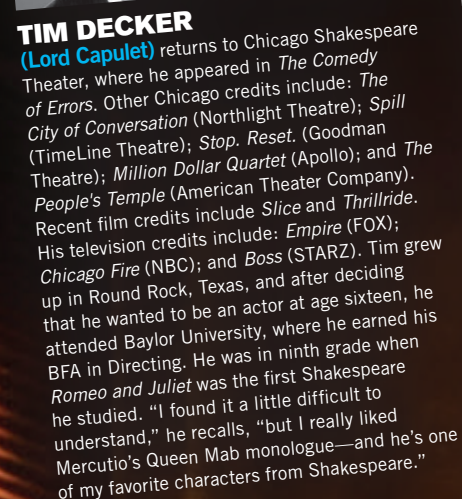 TIM DECKER
(Lord Capulet) returns to Chicago Shakespeare
Theater, where he appeared in The Comedy
of Errors. Other Chicago credits include: The
City of Conversation (Northlight Theatre); Spill
(TimeLine Theatre); Stop. Reset. (Goodman
Theatre); Million Dollar Quartet (Apollo); and The
People's Temple (American Theater Company).
Recent film credits include Slice and Thrillride.
His television credits include: Empire (FOX);
Chicago Fire (NBC); and Boss (STARZ). Tim grew
up in Round Rock, Texas, and after deciding
that he wanted to be an actor at age sixteen, he
attended Baylor University, where he earned his
BFA in Directing. He was in ninth grade when
Romeo and Juliet was the first Shakespeare
he studied. “I found it a little difficult to
understand,” he recalls, “but I really liked
Mercutio's Queen Mab monologue—and he's one
of my favorite characters from Shakespeare.”